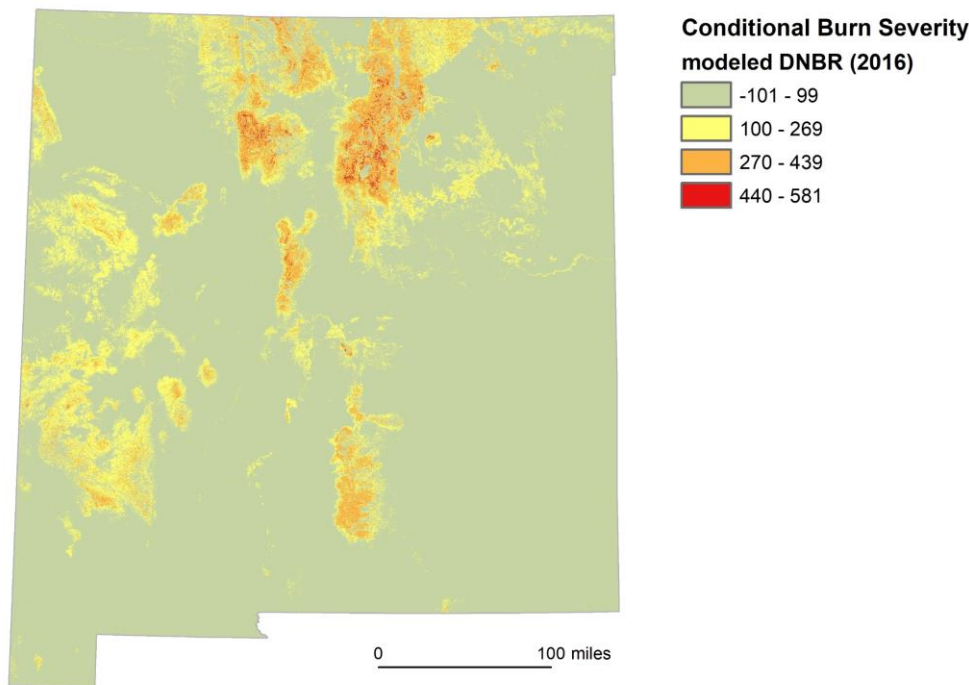 Conditional Burn Severity
modeled DNBR (2016)
-101 - 99
100 - 269
270 - 439
440 - 581
0 100 miles